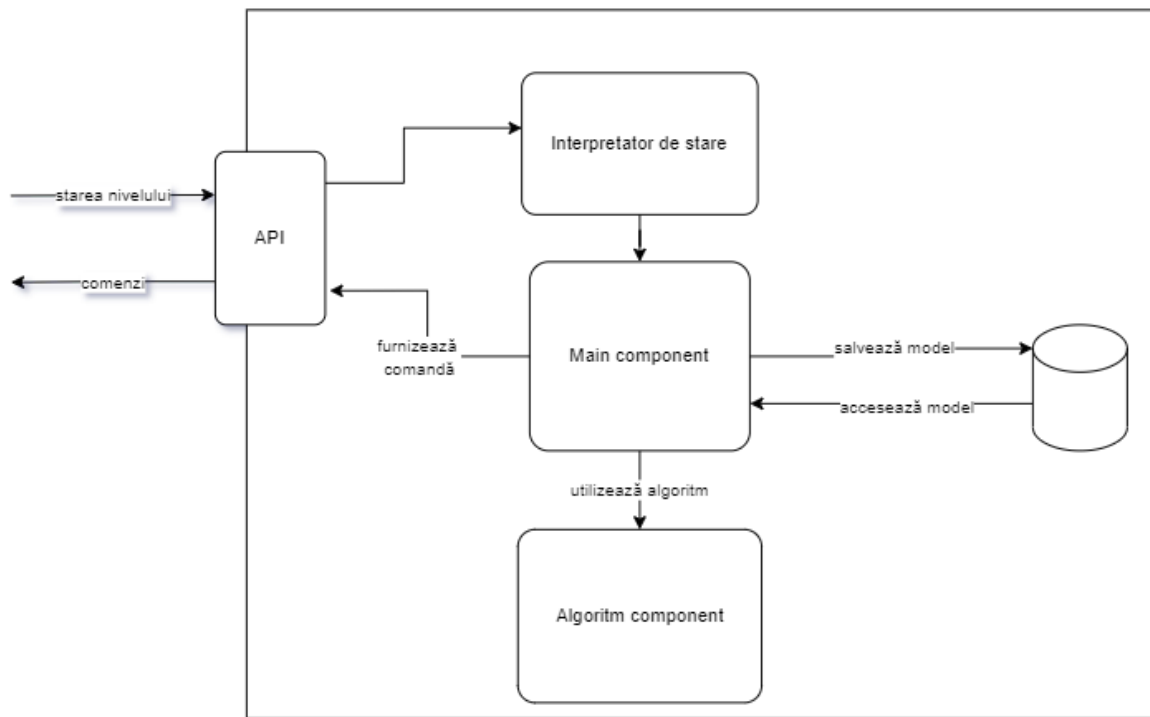 Interpretator de stare
starea nivelului
API
comenzi
furnizează
comandă
Main component
salvează model
accesează model
utilizează algoritm
Algoritm component